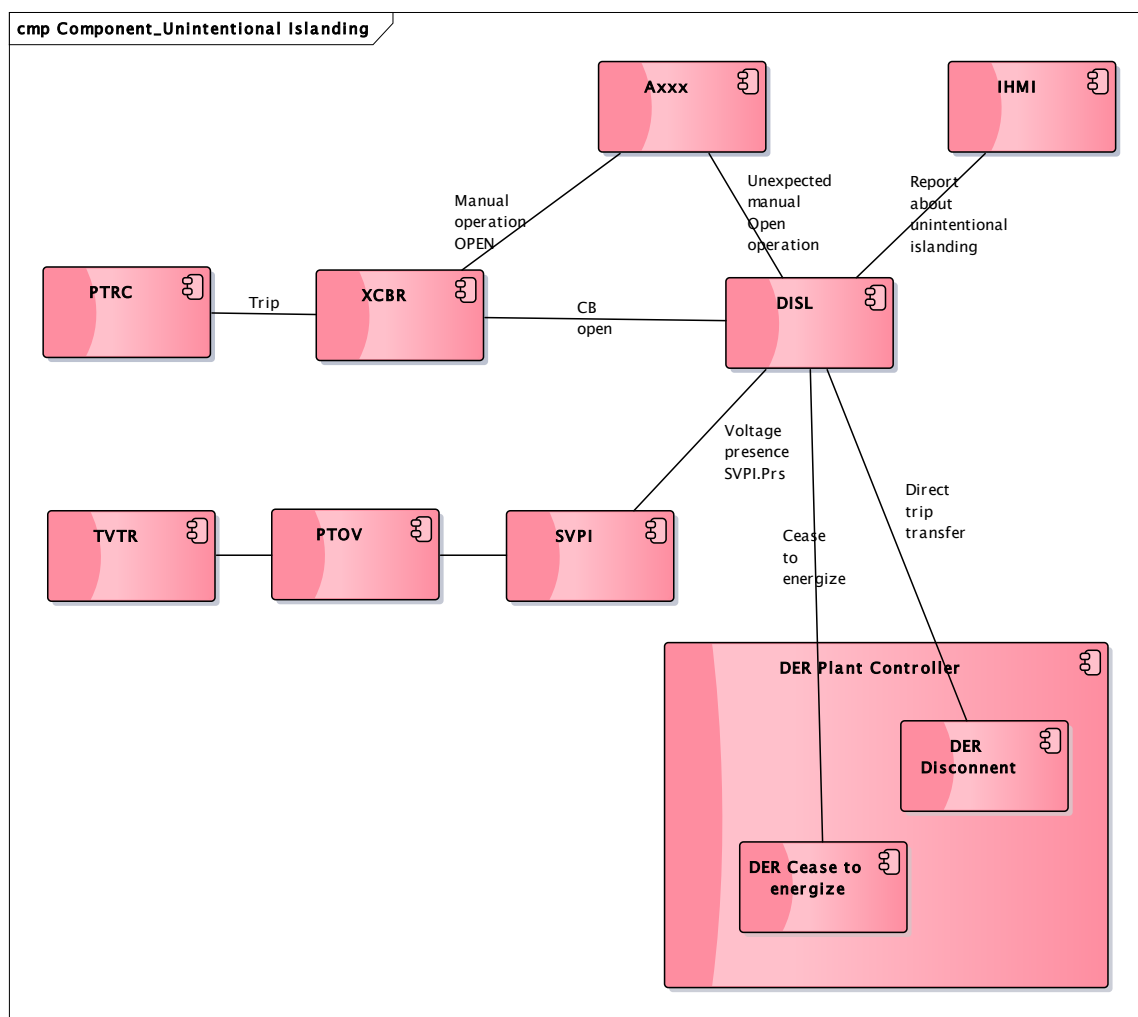 cmp Component_Unintentional Islanding
Axxx
IHMI
Manual
operation
OPEN
Unexpected
manual
Open
operation
Report
about
unintentional
islanding
PTRC
Trip
XCBR
CB
open
DISL
Voltage
presence
SVPI.Prs
Direct
trip
transfer
TVTR
PTOV
SVPI
Cease
to
energize
DER Plant Controller
DER
Disconnent
DER Cease to
energize